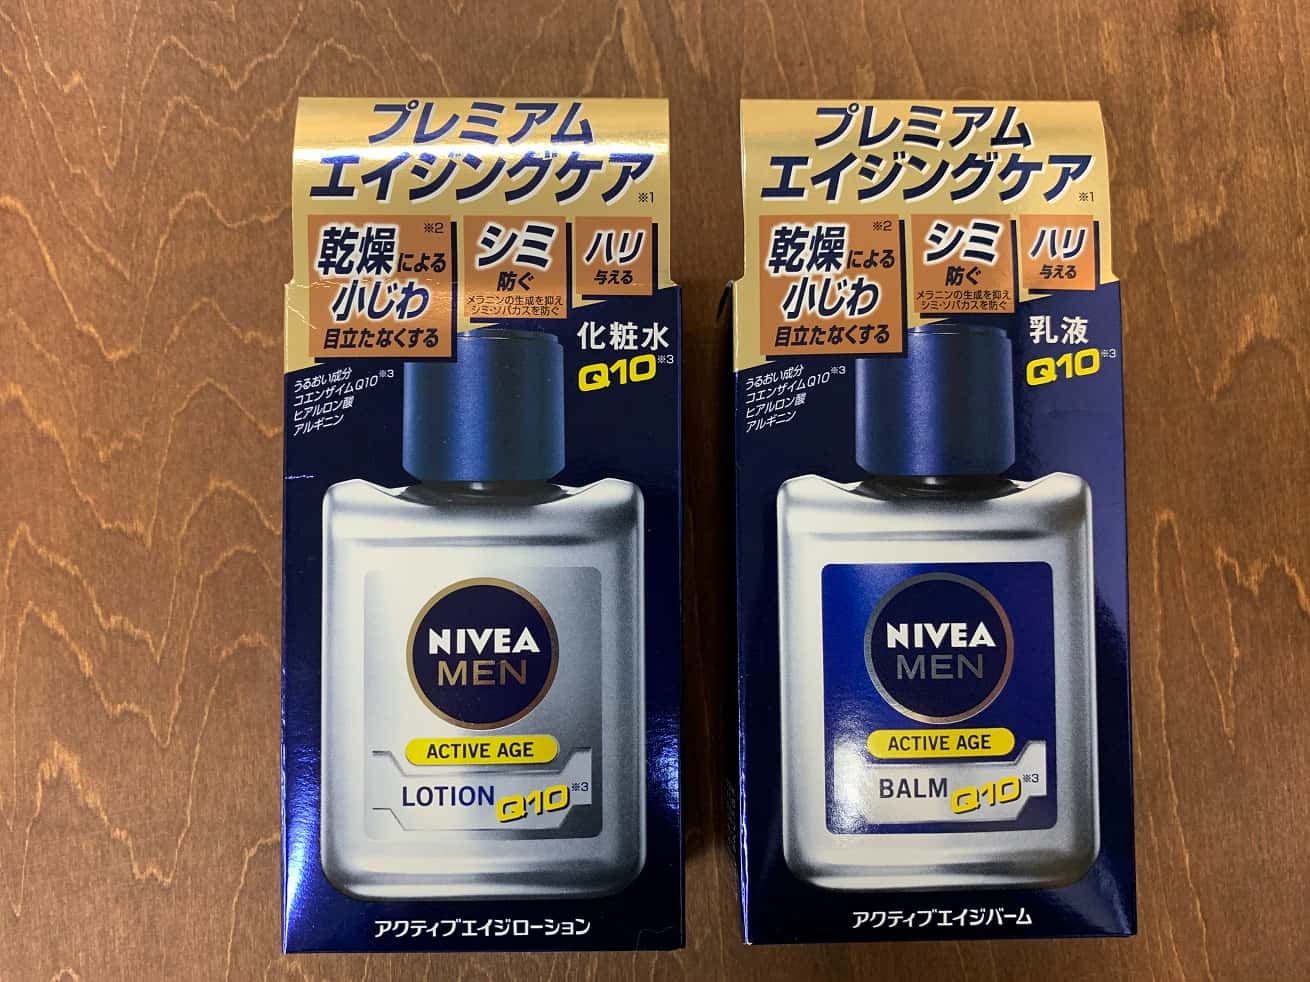 プレミアム
エイジングケア※1
乾燥による※2
小じわ
目立たなくする
シミ
防ぐ
メラニンの生成を抑え
シミ・ソバカスを防ぐ
ハリ
与える
化粧水
Q10※3
うるおい成分
コエンザイムQ10※3
ヒアルロン酸
アルギニン
NIVEA
MEN
ACTIVE AGE
LOTION Q10※3
アクティブエイジローション
プレミアム
エイジングケア※1
乾燥による※2
小じわ
目立たなくする
シミ
防ぐ
メラニンの生成を抑え
シミ・ソバカスを防ぐ
ハリ
与える
乳液
Q10※3
うるおい成分
コエンザイムQ10※3
ヒアルロン酸
アルギニン
NIVEA
MEN
ACTIVE AGE
BALM Q10※3
アクティブエイジバーム